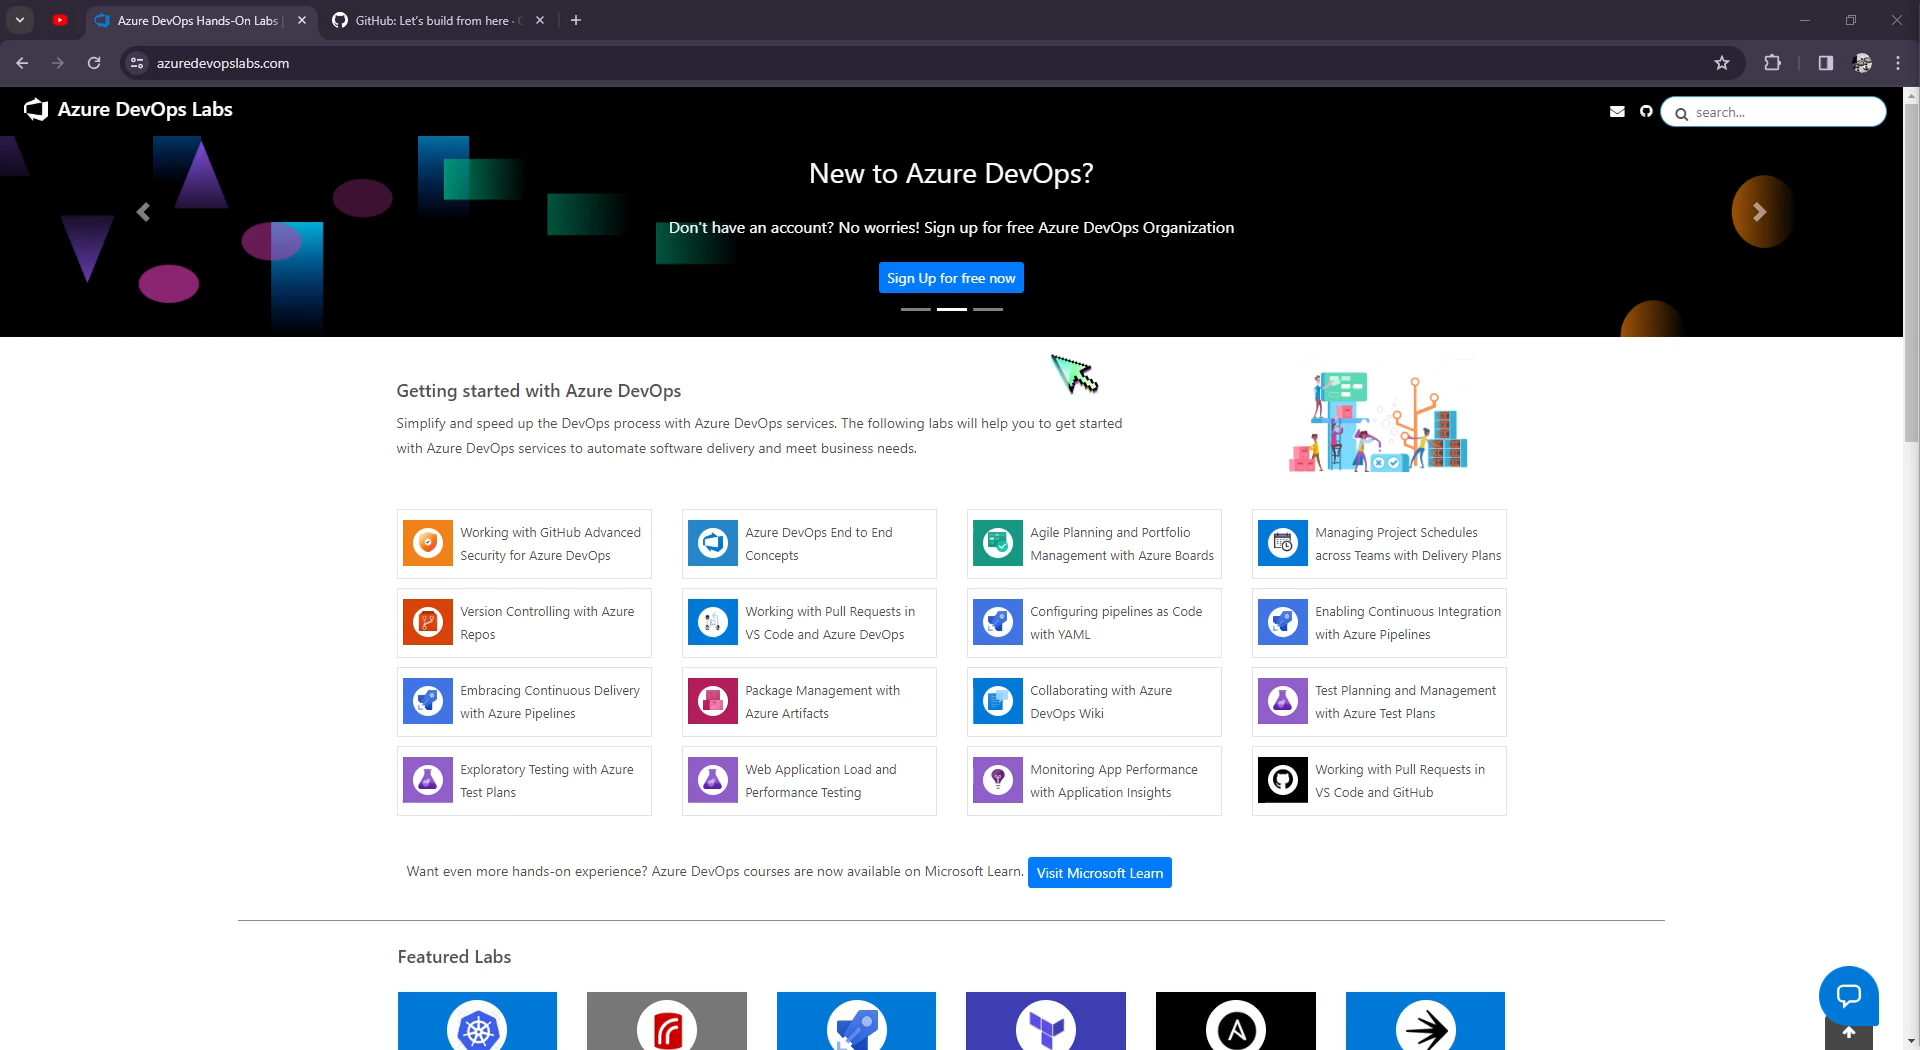 Azure DevOps Hands-On Labs |
GitHub: Let's build from here ·
azuredevopslabs.com
Azure DevOps Labs
search...
New to Azure DevOps?
Don't have an account? No worries! Sign up for free Azure DevOps Organization
Sign Up for free now
Getting started with Azure DevOps
Simplify and speed up the DevOps process with Azure DevOps services. The following labs will help you to get started
with Azure DevOps services to automate software delivery and meet business needs.
Working with GitHub Advanced
Security for Azure DevOps
Azure DevOps End to End
Concepts
Agile Planning and Portfolio
Management with Azure Boards
Managing Project Schedules
across Teams with Delivery Plans
Version Controlling with Azure
Repos
Working with Pull Requests in
VS Code and Azure DevOps
Configuring pipelines as Code
with YAML
Enabling Continuous Integration
with Azure Pipelines
Embracing Continuous Delivery
with Azure Pipelines
Package Management with
Azure Artifacts
Collaborating with Azure
DevOps Wiki
Test Planning and Management
with Azure Test Plans
Exploratory Testing with Azure
Test Plans
Web Application Load and
Performance Testing
Monitoring App Performance
with Application Insights
Working with Pull Requests in
VS Code and GitHub
Want even more hands-on experience? Azure DevOps courses are now available on Microsoft Learn.
Visit Microsoft Learn
Featured Labs